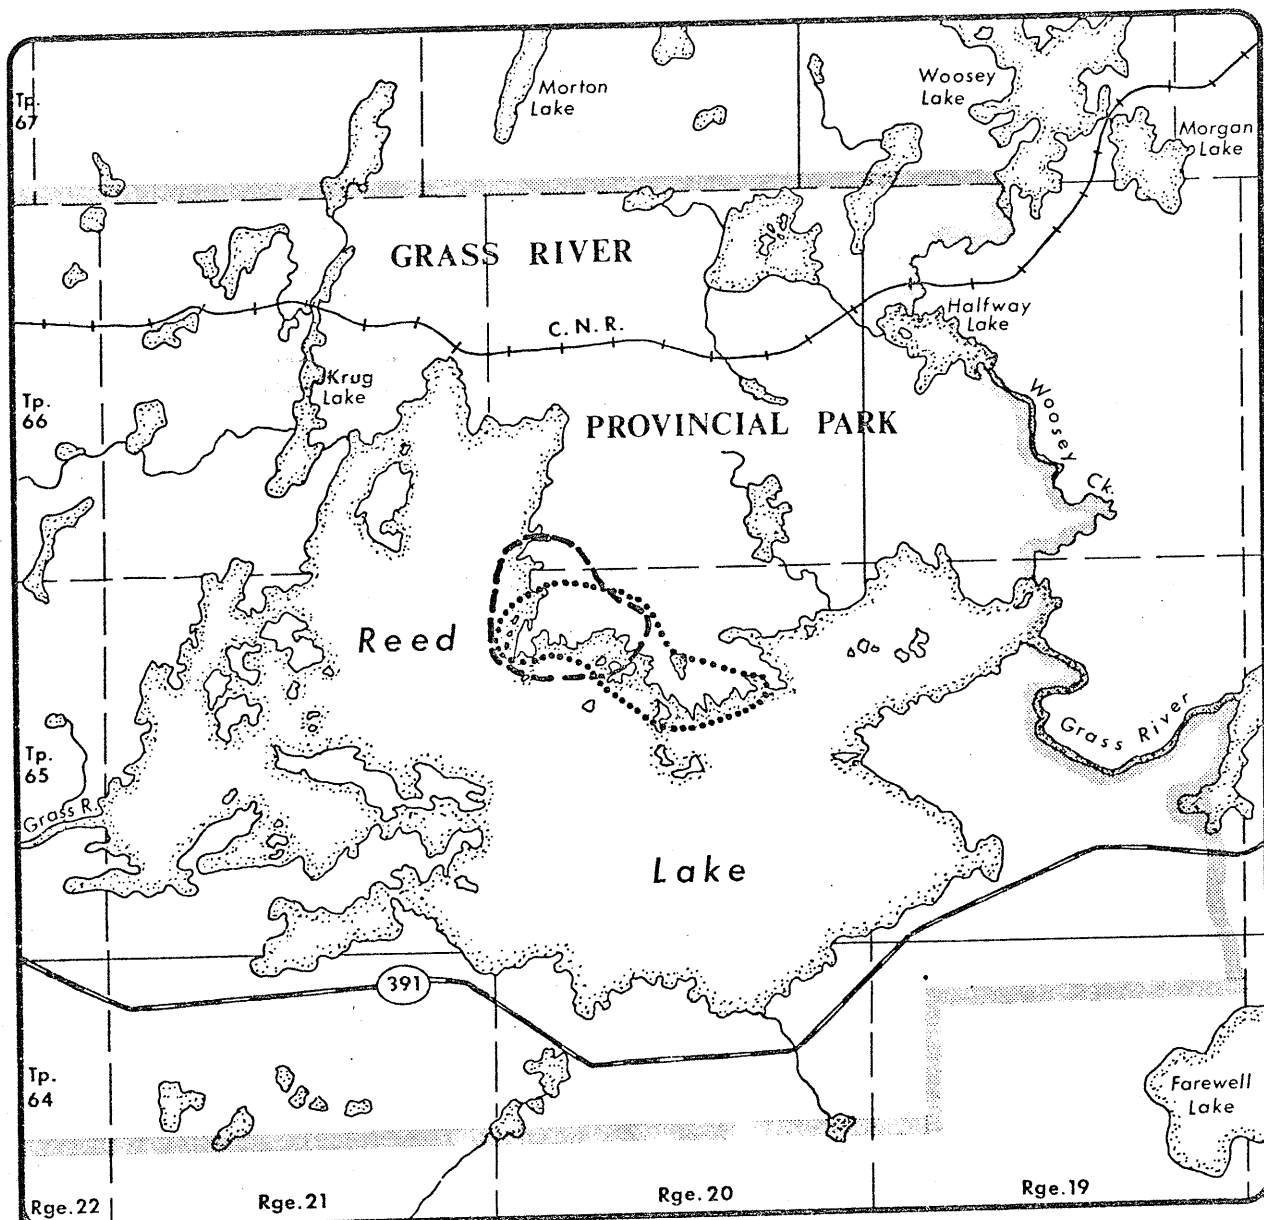 Tp.
67
Morton
Lake
Woosey
Lake
Morgan
Lake
GRASS RIVER
C.N.R.
Halfway
Lake
Krug
Lake
Tp.
66
PROVINCIAL PARK
Woosey Ck.
Reed
Grass River
Tp.
65
Grass R.
Lake
391
Tp.
64
Farewell
Lake
Rge.22
Rge.21
Rge.20
Rge.19